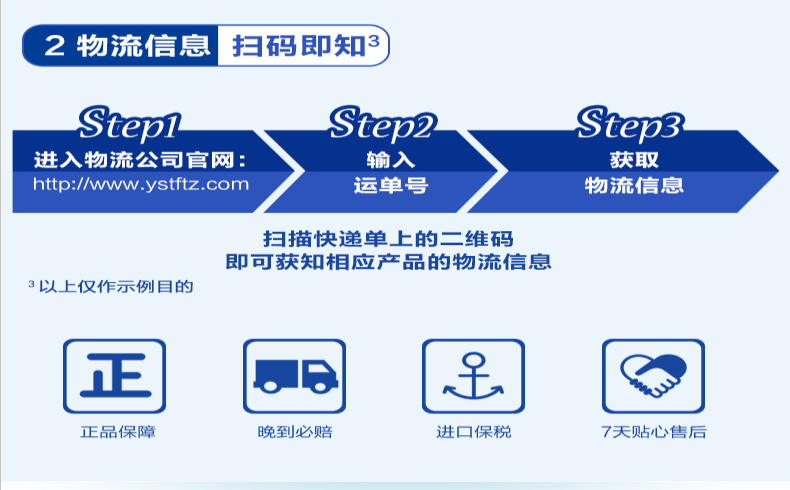 2 物流信息 扫码即知³
Step1 Step2 Step3
进入物流公司官网: 输入 获取
http://www.ystftz.com 运单号 物流信息
扫描快递单上的二维码
即可获知相应产品的物流信息
³以上仅作示例目的
正
正品保障 晚到必赔 进口保税 7天贴心售后